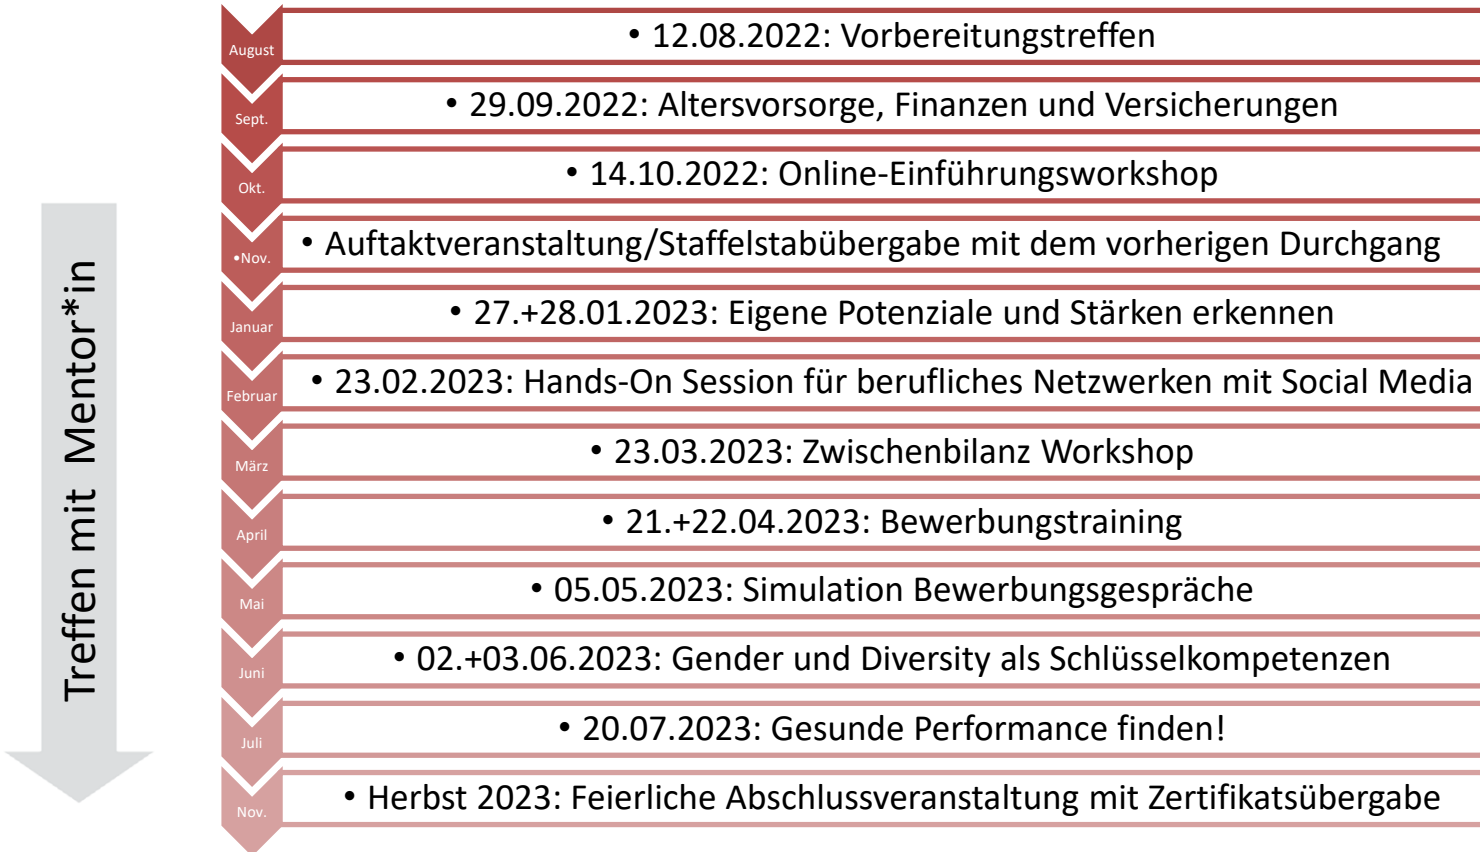 August
• 12.08.2022: Vorbereitungstreffen
Sept.
• 29.09.2022: Altersvorsorge, Finanzen und Versicherungen
Okt.
• 14.10.2022: Online-Einführungsworkshop
•Nov.
• Auftaktveranstaltung/Staffelstabübergabe mit dem vorherigen Durchgang
Januar
• 27.+28.01.2023: Eigene Potenziale und Stärken erkennen
Februar
• 23.02.2023: Hands-On Session für berufliches Netzwerken mit Social Media
März
• 23.03.2023: Zwischenbilanz Workshop
April
• 21.+22.04.2023: Bewerbungstraining
Mai
• 05.05.2023: Simulation Bewerbungsgespräche
Juni
• 02.+03.06.2023: Gender und Diversity als Schlüsselkompetenzen
Juli
• 20.07.2023: Gesunde Performance finden!
Nov.
• Herbst 2023: Feierliche Abschlussveranstaltung mit Zertifikatsübergabe
Treffen mit Mentor*in